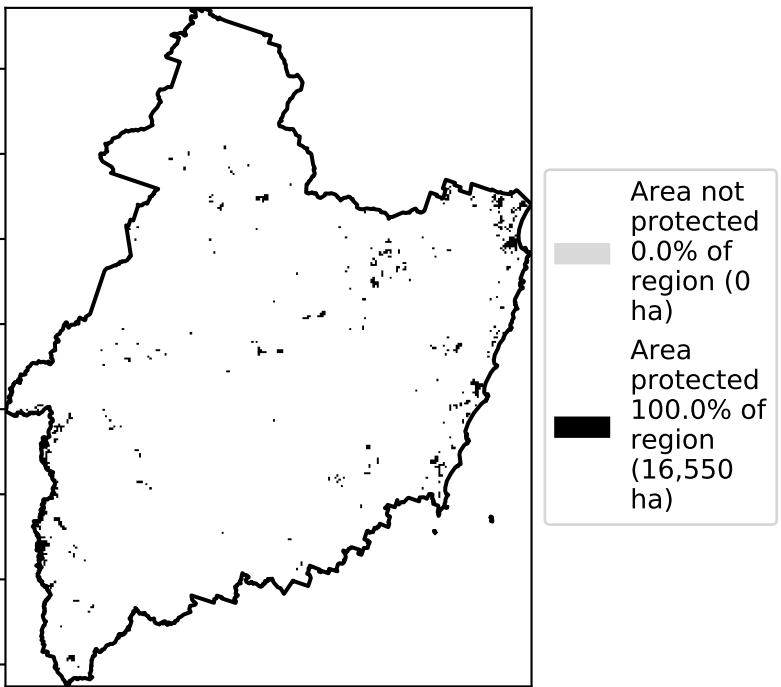 Area not
protected
0.0% of
region (0
ha)
Area
protected
100.0% of
region
(16,550
ha)